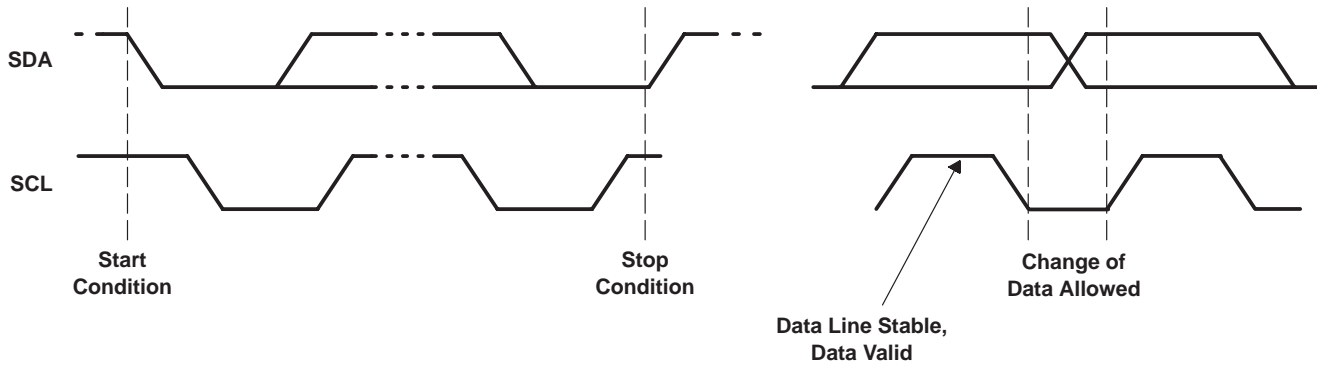 SDA
SCL
Start
Condition
Stop
Condition
Change of
Data Allowed
Data Line Stable,
Data Valid